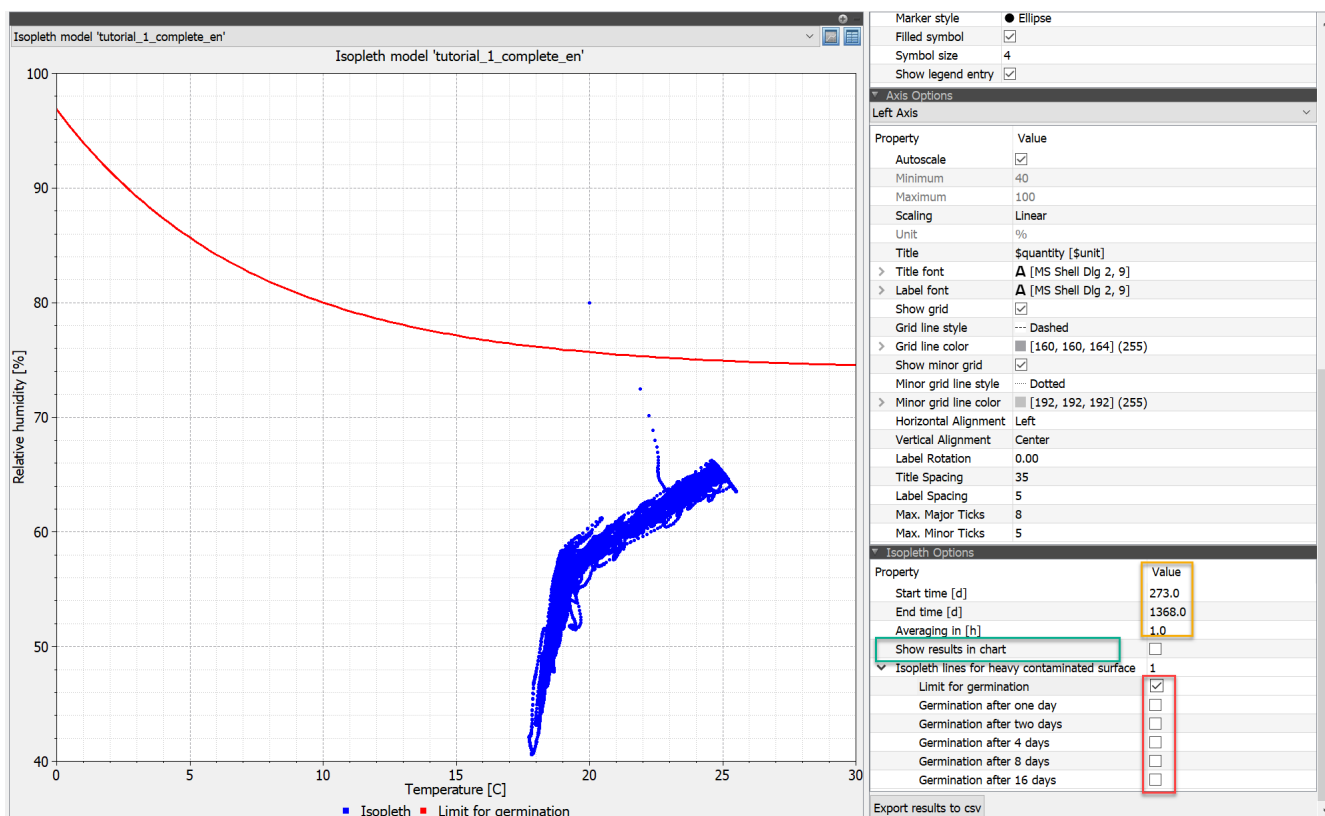 Isopleth model 'tutorial_1_complete_en'
Isopleth model 'tutorial_1_complete_en'
100
90
80
70
60
50
40
Relative humidity [%]
0 5 10 15 20 25 30
Temperature [C]
Isopleth Limit for germination
Marker style Ellipse
Filled symbol
Symbol size 4
Show legend entry
Axis Options
Left Axis
Property Value
Autoscale
Minimum 40
Maximum 100
Scaling Linear
Unit %
Title $quantity [$unit]
Title font A [MS Shell Dlg 2, 9]
Label font A [MS Shell Dlg 2, 9]
Show grid
Grid line style --- Dashed
Grid line color [160, 160, 164] (255)
Show minor grid
Minor grid line style ..... Dotted
Minor grid line color [192, 192, 192] (255)
Horizontal Alignment Left
Vertical Alignment Center
Label Rotation 0.00
Title Spacing 35
Label Spacing 5
Max. Major Ticks 8
Max. Minor Ticks 5
Isopleth Options
Property Value
Start time [d] 273.0
End time [d] 1368.0
Averaging in [h] 1.0
Show results in chart
Isopleth lines for heavy contaminated surface 1
Limit for germination
Germination after one day
Germination after two days
Germination after 4 days
Germination after 8 days
Germination after 16 days
Export results to csv